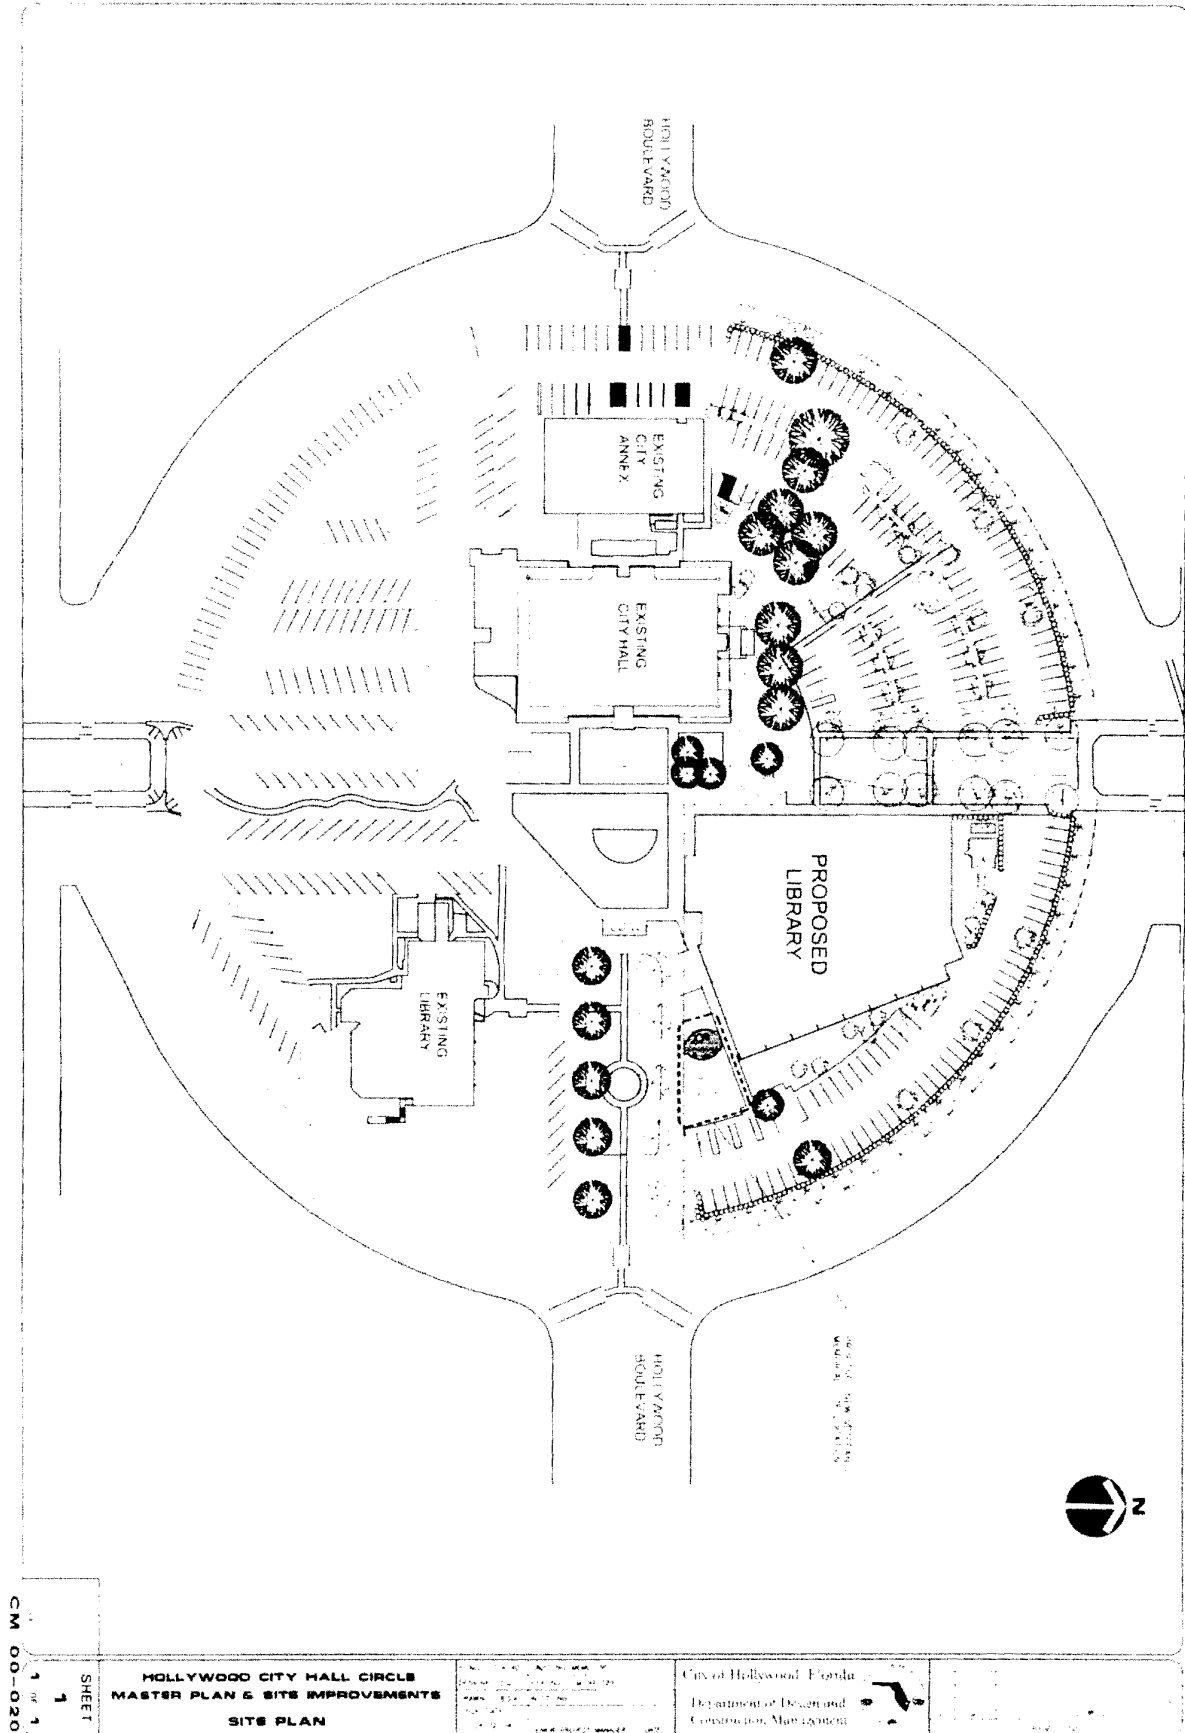 HOLLYWOOD
BOULEVARD
EXISTING
CITY
ANNEX
EXISTING
CITY HALL
PROPOSED
LIBRARY
EXISTING
LIBRARY
HOLLYWOOD
BOULEVARD
N
CM 00-020
SHEET
1
1 OF 1
HOLLYWOOD CITY HALL CIRCLE
MASTER PLAN & SITE IMPROVEMENTS
SITE PLAN
City of Hollywood, Florida
Department of Design and
Construction Management